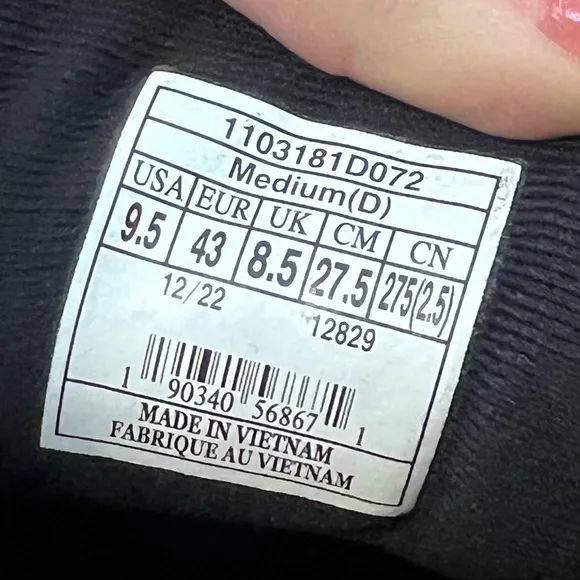 1103181D072
Medium(D)
USA EUR UK CM CN
9.5 43 8.5 27.5 275(2.5)
12/22 12829
1 90340 56867 1
MADE IN VIETNAM
FABRIQUE AU VIETNAM